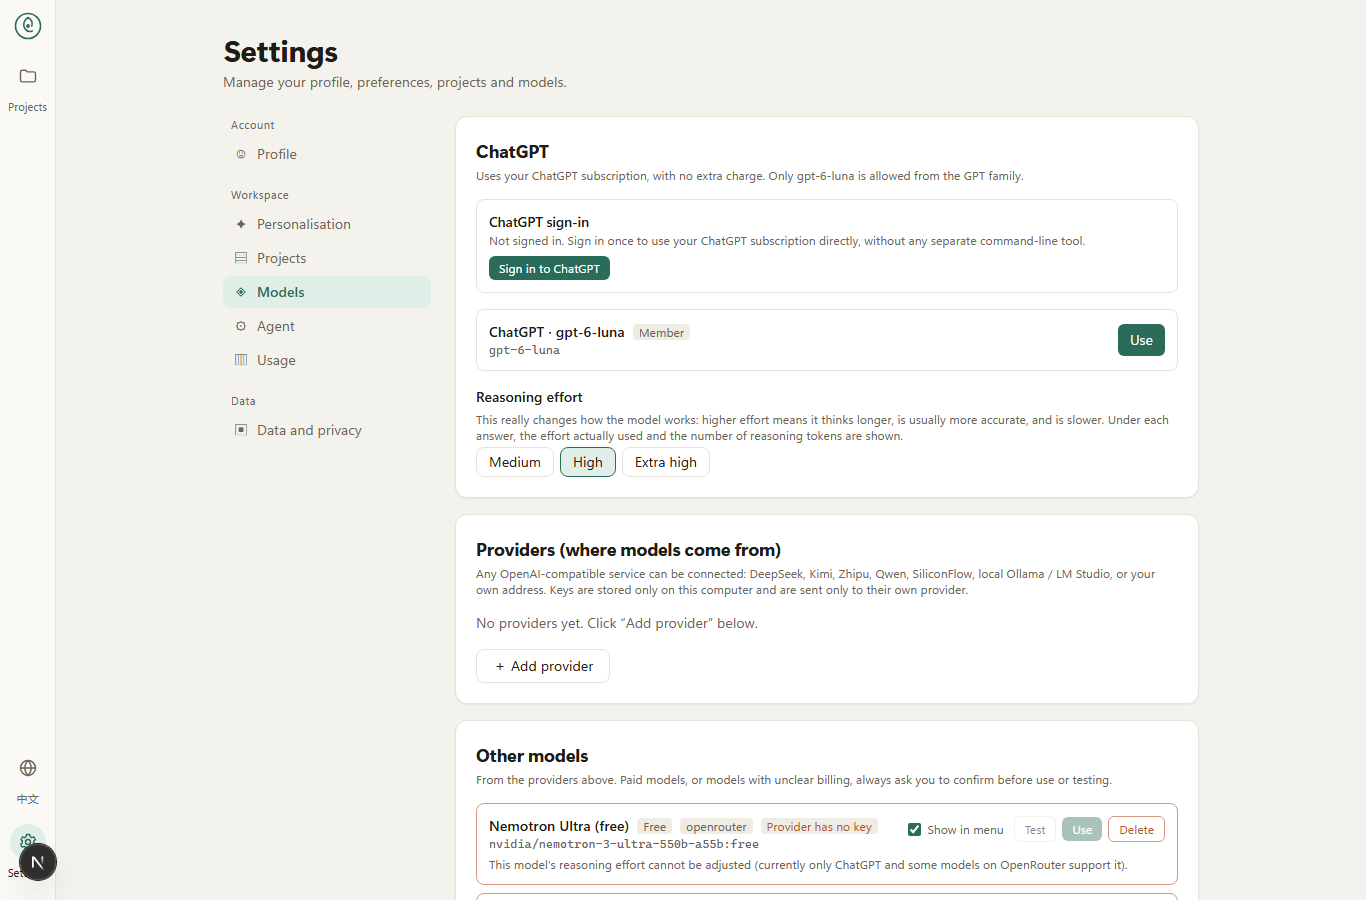 Projects
中文
Settings
Manage your profile, preferences, projects and models.
Account
Profile
Workspace
Personalisation
Projects
Models
Agent
Usage
Data
Data and privacy
ChatGPT
Uses your ChatGPT subscription, with no extra charge. Only gpt-6-luna is allowed from the GPT family.
ChatGPT sign-in
Not signed in. Sign in once to use your ChatGPT subscription directly, without any separate command-line tool.
Sign in to ChatGPT
ChatGPT · gpt-6-luna Member
gpt-6-luna
Use
Reasoning effort
This really changes how the model works: higher effort means it thinks longer, is usually more accurate, and is slower. Under each
answer, the effort actually used and the number of reasoning tokens are shown.
Medium High Extra high
Providers (where models come from)
Any OpenAI-compatible service can be connected: DeepSeek, Kimi, Zhipu, Qwen, SiliconFlow, local Ollama / LM Studio, or your
own address. Keys are stored only on this computer and are sent only to their own provider.
No providers yet. Click “Add provider” below.
+ Add provider
Other models
From the providers above. Paid models, or models with unclear billing, always ask you to confirm before use or testing.
Nemotron Ultra (free) Free openrouter Provider has no key Show in menu Test Use Delete
nvidia/nemotron-3-ultra-550b-a55b:free
This model's reasoning effort cannot be adjusted (currently only ChatGPT and some models on OpenRouter support it).
N